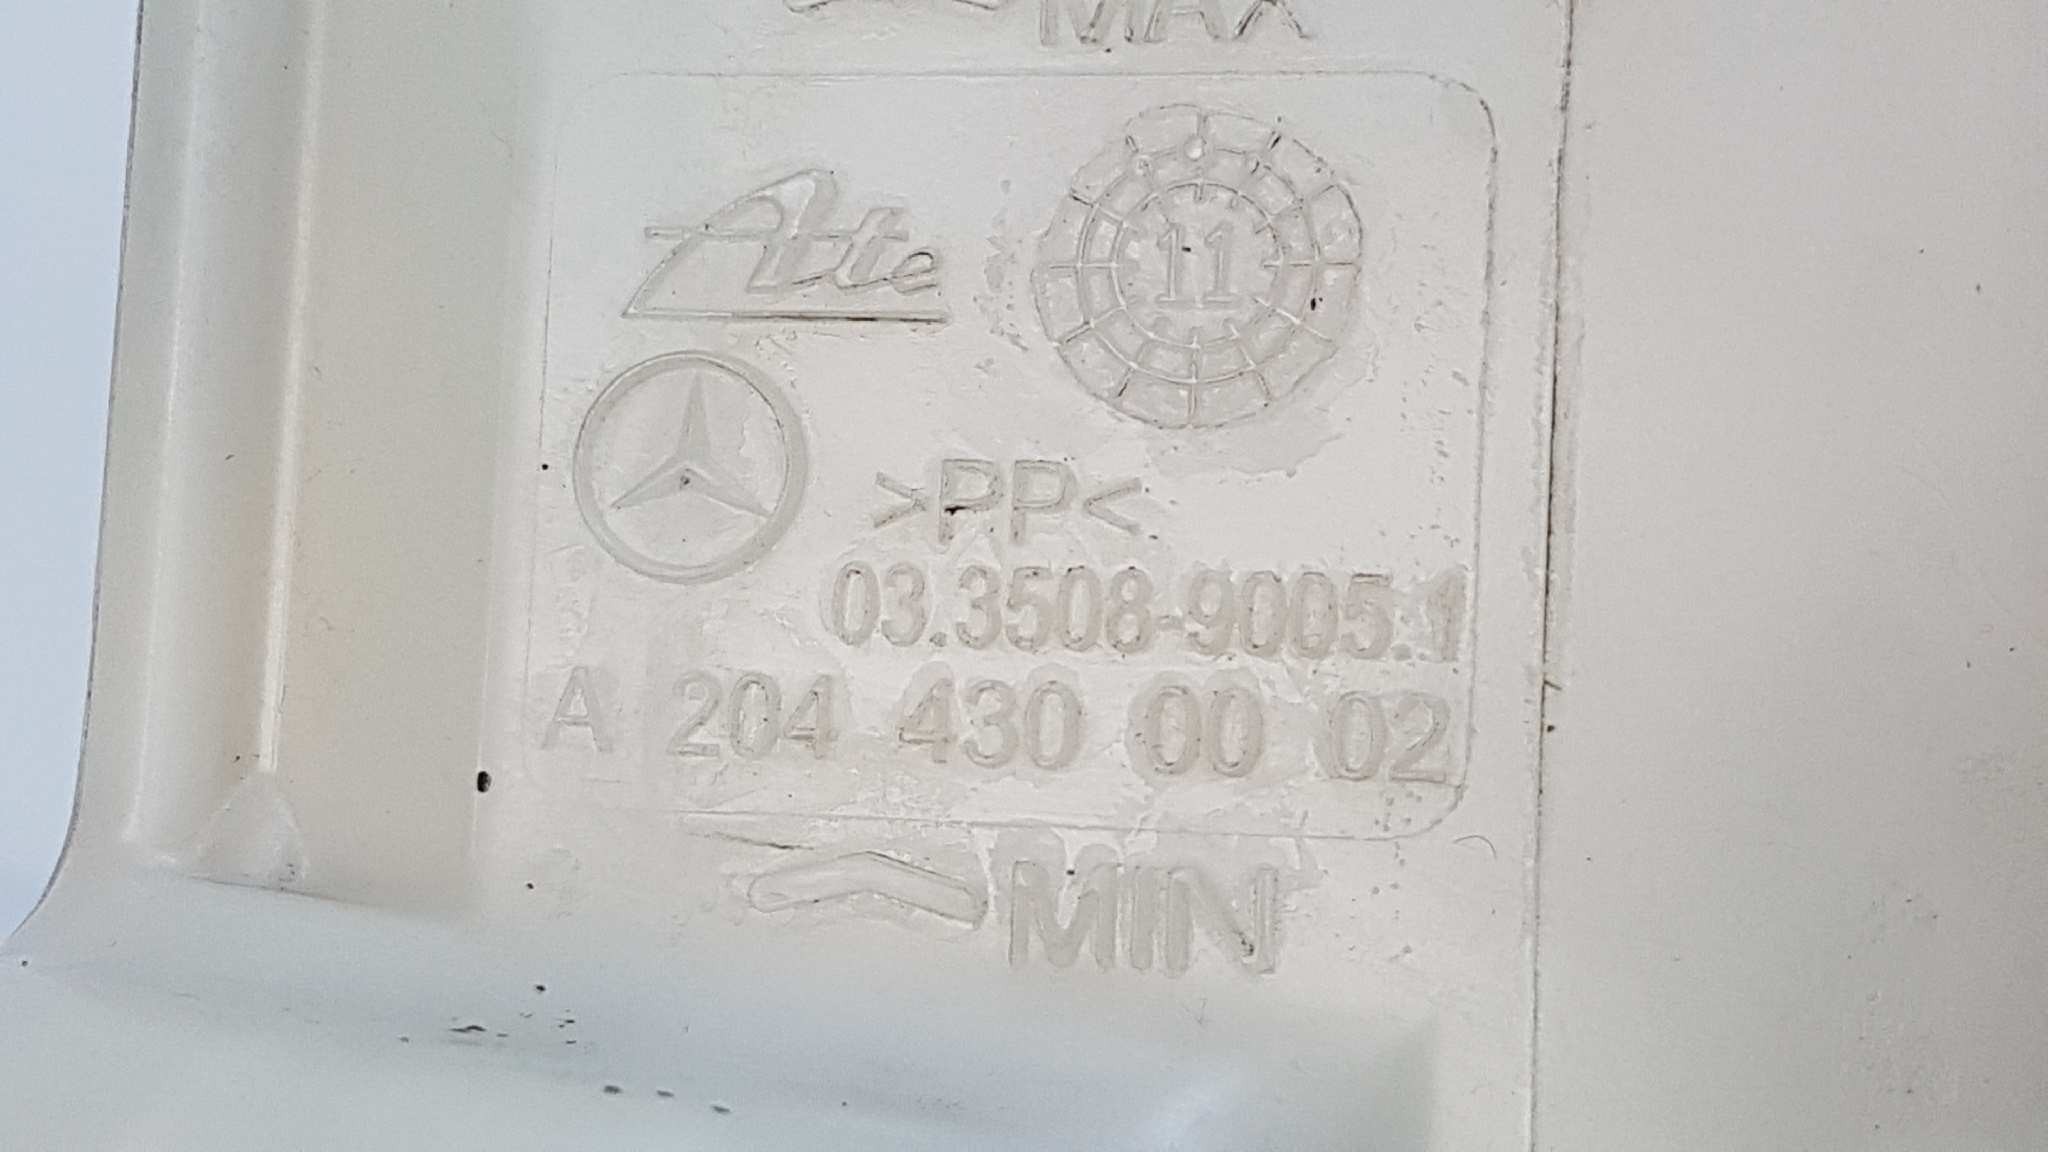 MAX
Ate
11
>PP<
03.3508-9005.1
A 204 430 00 02
MIN